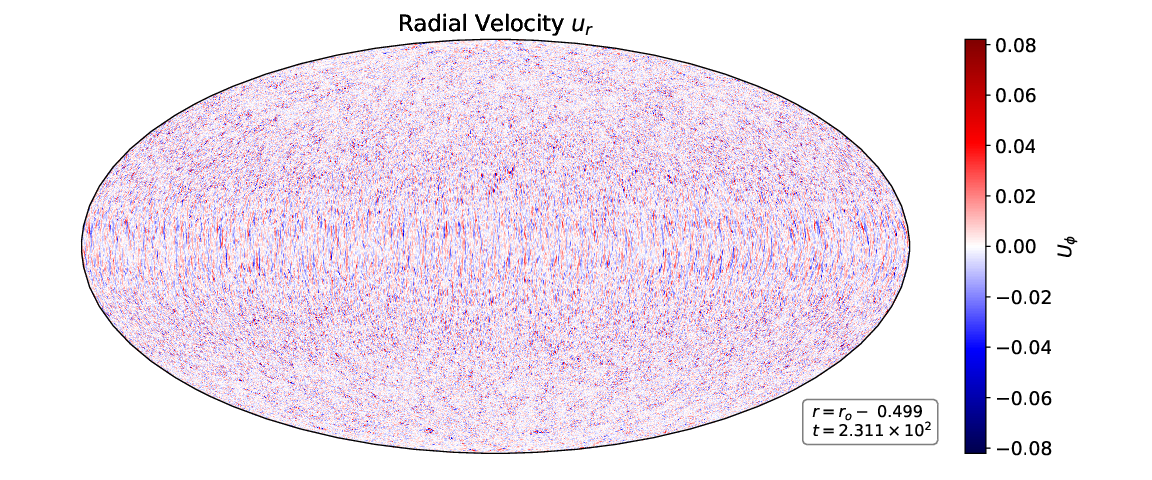 Radial Velocity $u_r$
0.08
0.06
0.04
0.02
0.00
−0.02
−0.04
−0.06
−0.08
$U_\phi$
$r = r_o - 0.499$
$t = 2.311 \times 10^2$